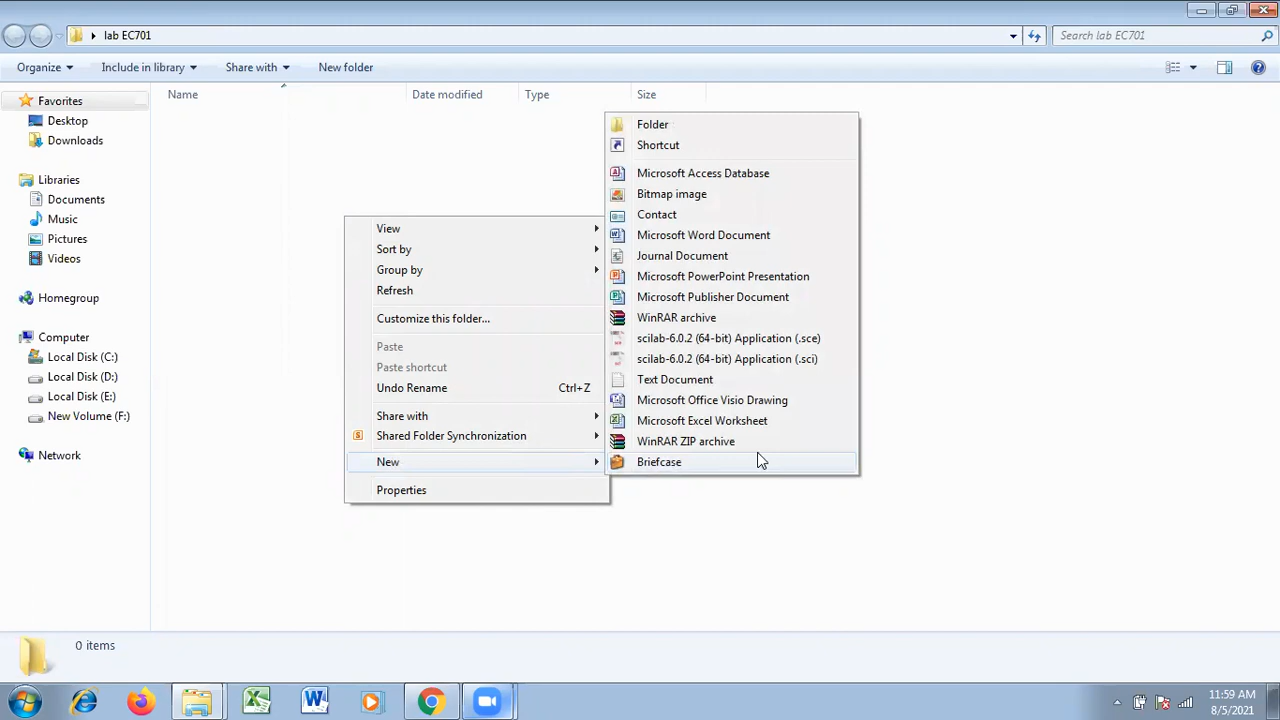 lab EC701
Search lab EC701
Organize
Include in library
Share with
New folder
Name
Date modified
Type
Size
Favorites
Desktop
Downloads
Libraries
Documents
Music
Pictures
Videos
Homegroup
Computer
Local Disk (C:)
Local Disk (D:)
Local Disk (E:)
New Volume (F:)
Network
View
Sort by
Group by
Refresh
Customize this folder...
Paste
Paste shortcut
Undo Rename Ctrl+Z
Share with
Shared Folder Synchronization
New
Properties
Folder
Shortcut
Microsoft Access Database
Bitmap image
Contact
Microsoft Word Document
Journal Document
Microsoft PowerPoint Presentation
Microsoft Publisher Document
WinRAR archive
scilab-6.0.2 (64-bit) Application (.sce)
scilab-6.0.2 (64-bit) Application (.sci)
Text Document
Microsoft Office Visio Drawing
Microsoft Excel Worksheet
WinRAR ZIP archive
Briefcase
0 items
11:59 AM
8/5/2021